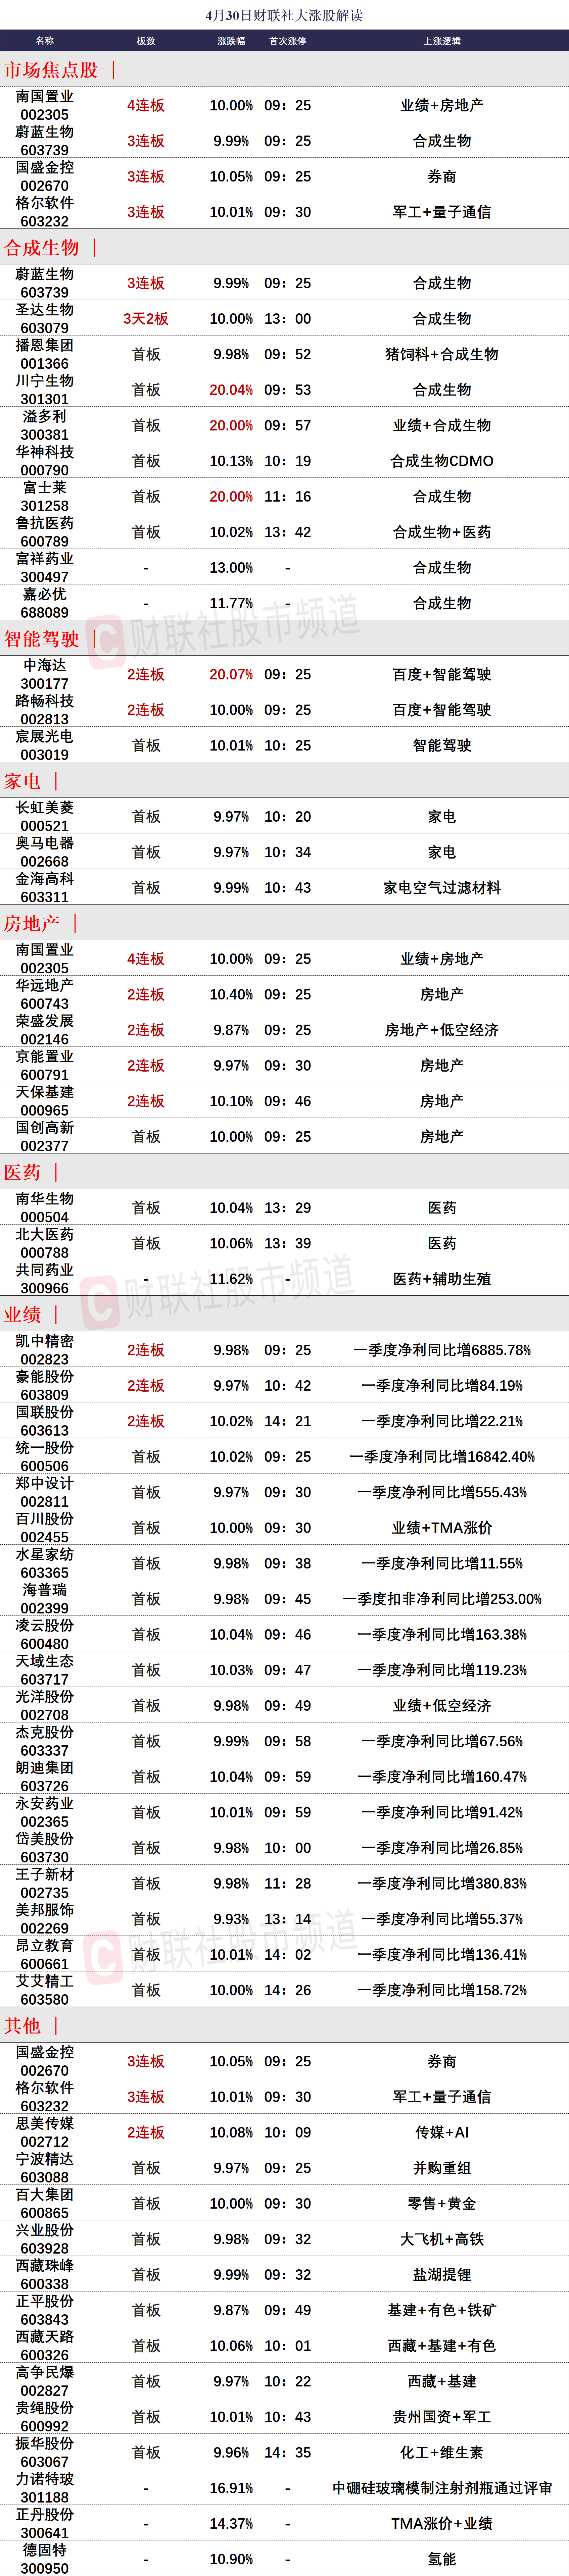 4月30日财联社大涨股解读
名称 板数 涨跌幅 首次涨停 上涨逻辑
市场焦点股
南国置业
002305 4连板 10.00% 09：25 业绩+房地产
蔚蓝生物
603739 3连板 9.99% 09：25 合成生物
国盛金控
002670 3连板 10.05% 09：25 券商
格尔软件
603232 3连板 10.01% 09：30 军工+量子通信
合成生物
蔚蓝生物
603739 3连板 9.99% 09：25 合成生物
圣达生物
603079 3天2板 10.00% 13：00 合成生物
播恩集团
001366 首板 9.98% 09：52 猪饲料+合成生物
川宁生物
301301 首板 20.04% 09：53 合成生物
溢多利
300381 首板 20.00% 09：57 业绩+合成生物
华神科技
000790 首板 10.13% 10：19 合成生物CDMO
富士莱
301258 首板 20.00% 11：16 合成生物
鲁抗医药
600789 首板 10.02% 13：42 合成生物+医药
富祥药业
300497 - 13.00% - 合成生物
嘉必优
688089 - 11.77% - 合成生物
财联社股市频道
智能驾驶
中海达
300177 2连板 20.07% 09：25 百度+智能驾驶
路畅科技
002813 2连板 10.00% 09：25 百度+智能驾驶
宸展光电
003019 首板 10.01% 10：25 智能驾驶
家电
长虹美菱
000521 首板 9.97% 10：20 家电
奥马电器
002668 首板 9.97% 10：34 家电
金海高科
603311 首板 9.99% 10：43 家电空气过滤材料
房地产
南国置业
002305 4连板 10.00% 09：25 业绩+房地产
华远地产
600743 2连板 10.40% 09：25 房地产
荣盛发展
002146 2连板 9.87% 09：25 房地产+低空经济
京能置业
600791 2连板 9.97% 09：30 房地产
天保基建
000965 2连板 10.10% 09：46 房地产
国创高新
002377 首板 10.00% 09：25 房地产
医药
南华生物
000504 首板 10.04% 13：29 医药
北大医药
000788 首板 10.06% 13：39 医药
共同药业
300966 - 11.62% - 医药+辅助生殖
财联社股市频道
业绩
凯中精密
002823 2连板 9.98% 09：25 一季度净利同比增6885.78%
豪能股份
603809 2连板 9.97% 10：42 一季度净利同比增84.19%
国联股份
603613 2连板 10.02% 14：21 一季度净利同比增22.21%
统一股份
600506 首板 10.02% 09：25 一季度净利同比增16842.40%
郑中设计
002811 首板 9.97% 09：30 一季度净利同比增555.43%
百川股份
002455 首板 10.00% 09：30 业绩+TMA涨价
水星家纺
603365 首板 9.98% 09：38 一季度净利同比增11.55%
海普瑞
002399 首板 9.98% 09：45 一季度扣非净利同比增253.00%
凌云股份
600480 首板 10.04% 09：46 一季度净利同比增163.38%
天域生态
603717 首板 10.03% 09：47 一季度净利同比增119.23%
光洋股份
002708 首板 9.98% 09：49 业绩+低空经济
杰克股份
603337 首板 9.99% 09：58 一季度净利同比增67.56%
朗迪集团
603726 首板 10.04% 09：59 一季度净利同比增160.47%
永安药业
002365 首板 10.01% 09：59 一季度净利同比增91.42%
岱美股份
603730 首板 9.98% 10：00 一季度净利同比增26.85%
王子新材
002735 首板 9.98% 11：28 一季度净利同比增380.83%
美邦服饰
002269 首板 9.93% 13：14 一季度净利同比增55.37%
财联社股市频道
昂立教育
600661 首板 10.01% 14：02 一季度净利同比增136.41%
艾艾精工
603580 首板 10.00% 14：26 一季度净利同比增158.72%
其他
国盛金控
002670 3连板 10.05% 09：25 券商
格尔软件
603232 3连板 10.01% 09：30 军工+量子通信
思美传媒
002712 2连板 10.08% 10：09 传媒+AI
宁波精达
603088 首板 9.97% 09：25 并购重组
百大集团
600865 首板 10.00% 09：30 零售+黄金
兴业股份
603928 首板 9.98% 09：32 大飞机+高铁
西藏珠峰
600338 首板 9.99% 09：32 盐湖提锂
正平股份
603843 首板 9.87% 09：49 基建+有色+铁矿
西藏天路
600326 首板 10.06% 10：01 西藏+基建+有色
高争民爆
002827 首板 9.97% 10：22 西藏+基建
贵绳股份
600992 首板 10.01% 10：43 贵州国资+军工
振华股份
603067 首板 9.96% 14：35 化工+维生素
力诺特玻
301188 - 16.91% - 中硼硅玻璃模制注射剂瓶通过评审
正丹股份
300641 - 14.37% - TMA涨价+业绩
德固特
300950 - 10.90% - 氢能